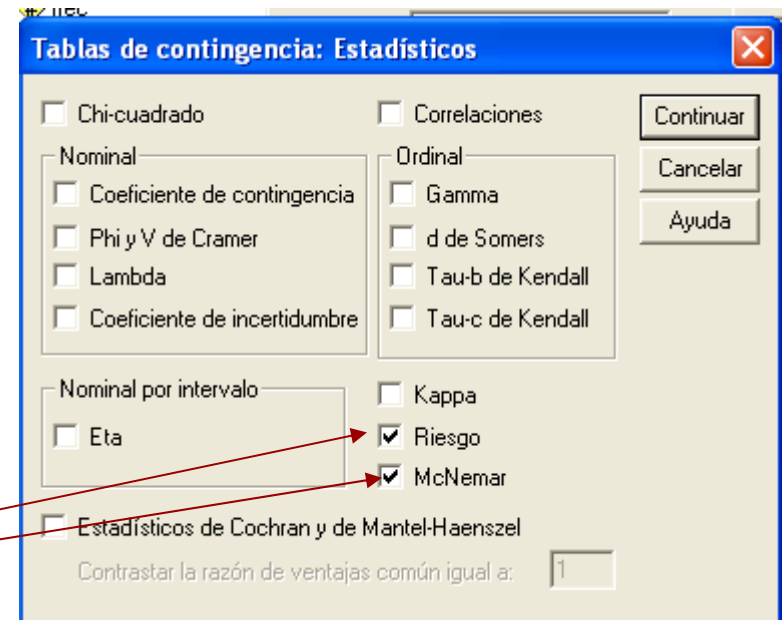 Tablas de contingencia: Estadísticos
Chi-cuadrado
Correlaciones
Continuar
Nominal
Ordinal
Cancelar
Coeficiente de contingencia
Gamma
Ayuda
Phi y V de Cramer
d de Somers
Lambda
Tau-b de Kendall
Coeficiente de incertidumbre
Tau-c de Kendall
Nominal por intervalo
Kappa
Eta
Riesgo
McNemar
Estadísticos de Cochran y de Mantel-Haenszel
Contrastar la razón de ventajas común igual a: 1